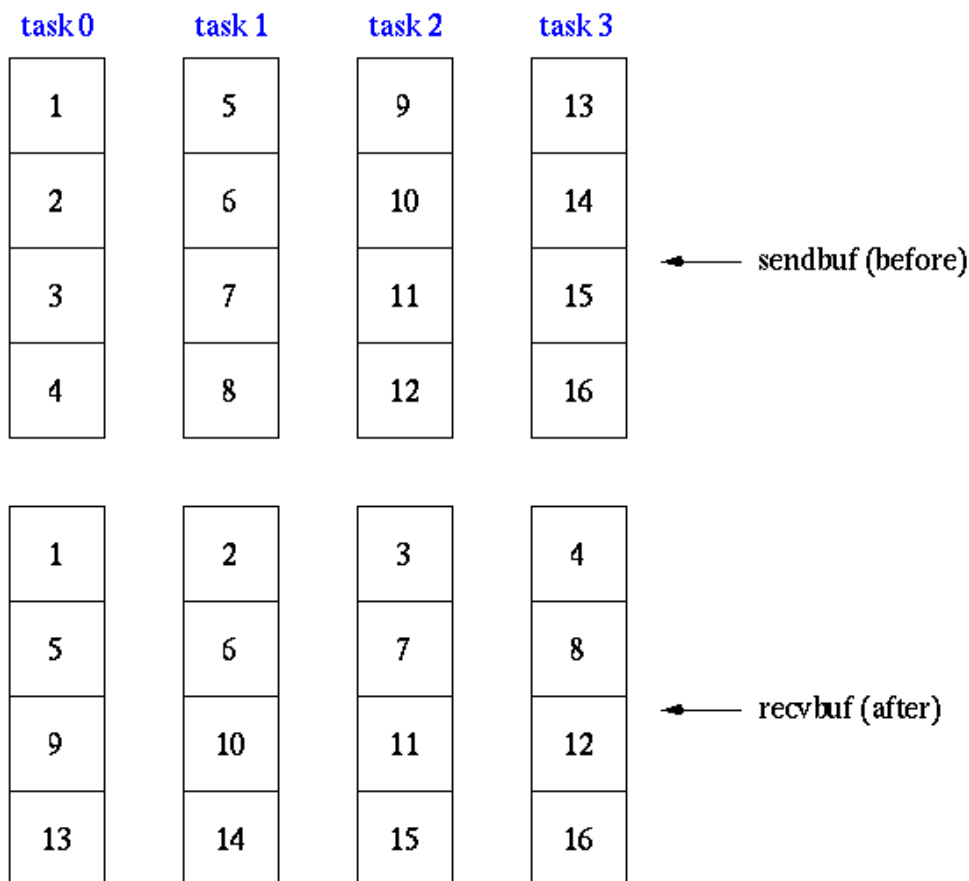 task 0 task 1 task 2 task 3
1 5 9 13
2 6 10 14
sendbuf (before)
3 7 11 15
4 8 12 16
1 2 3 4
5 6 7 8
recvbuf (after)
9 10 11 12
13 14 15 16